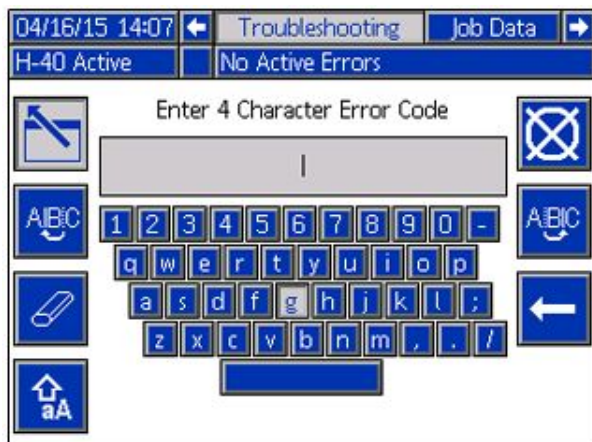 04/16/15 14:07 Troubleshooting Job Data
H-40 Active No Active Errors
Enter 4 Character Error Code
ABC
ABC
1 2 3 4 5 6 7 8 9 0 -
q w e r t y u i o p
a s d f g h j k l ;
z x c v b n m , . /
aA